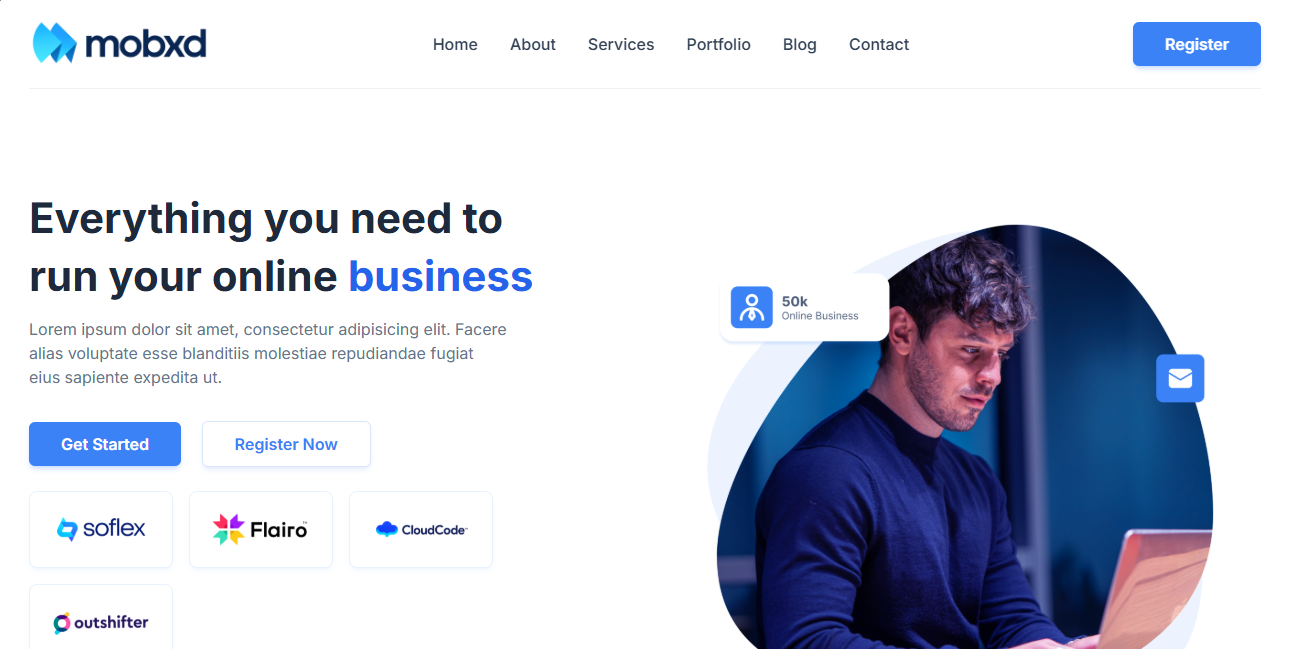 mobxd
Home
About
Services
Portfolio
Blog
Contact
Register
Everything you need to
run your online business
Lorem ipsum dolor sit amet, consectetur adipisicing elit. Facere
alias voluptate esse blanditiis molestiae repudiandae fugiat
eius sapiente expedita ut.
Get Started
Register Now
soflex
Flairo™
CloudCode™
outshifter
50k
Online Business